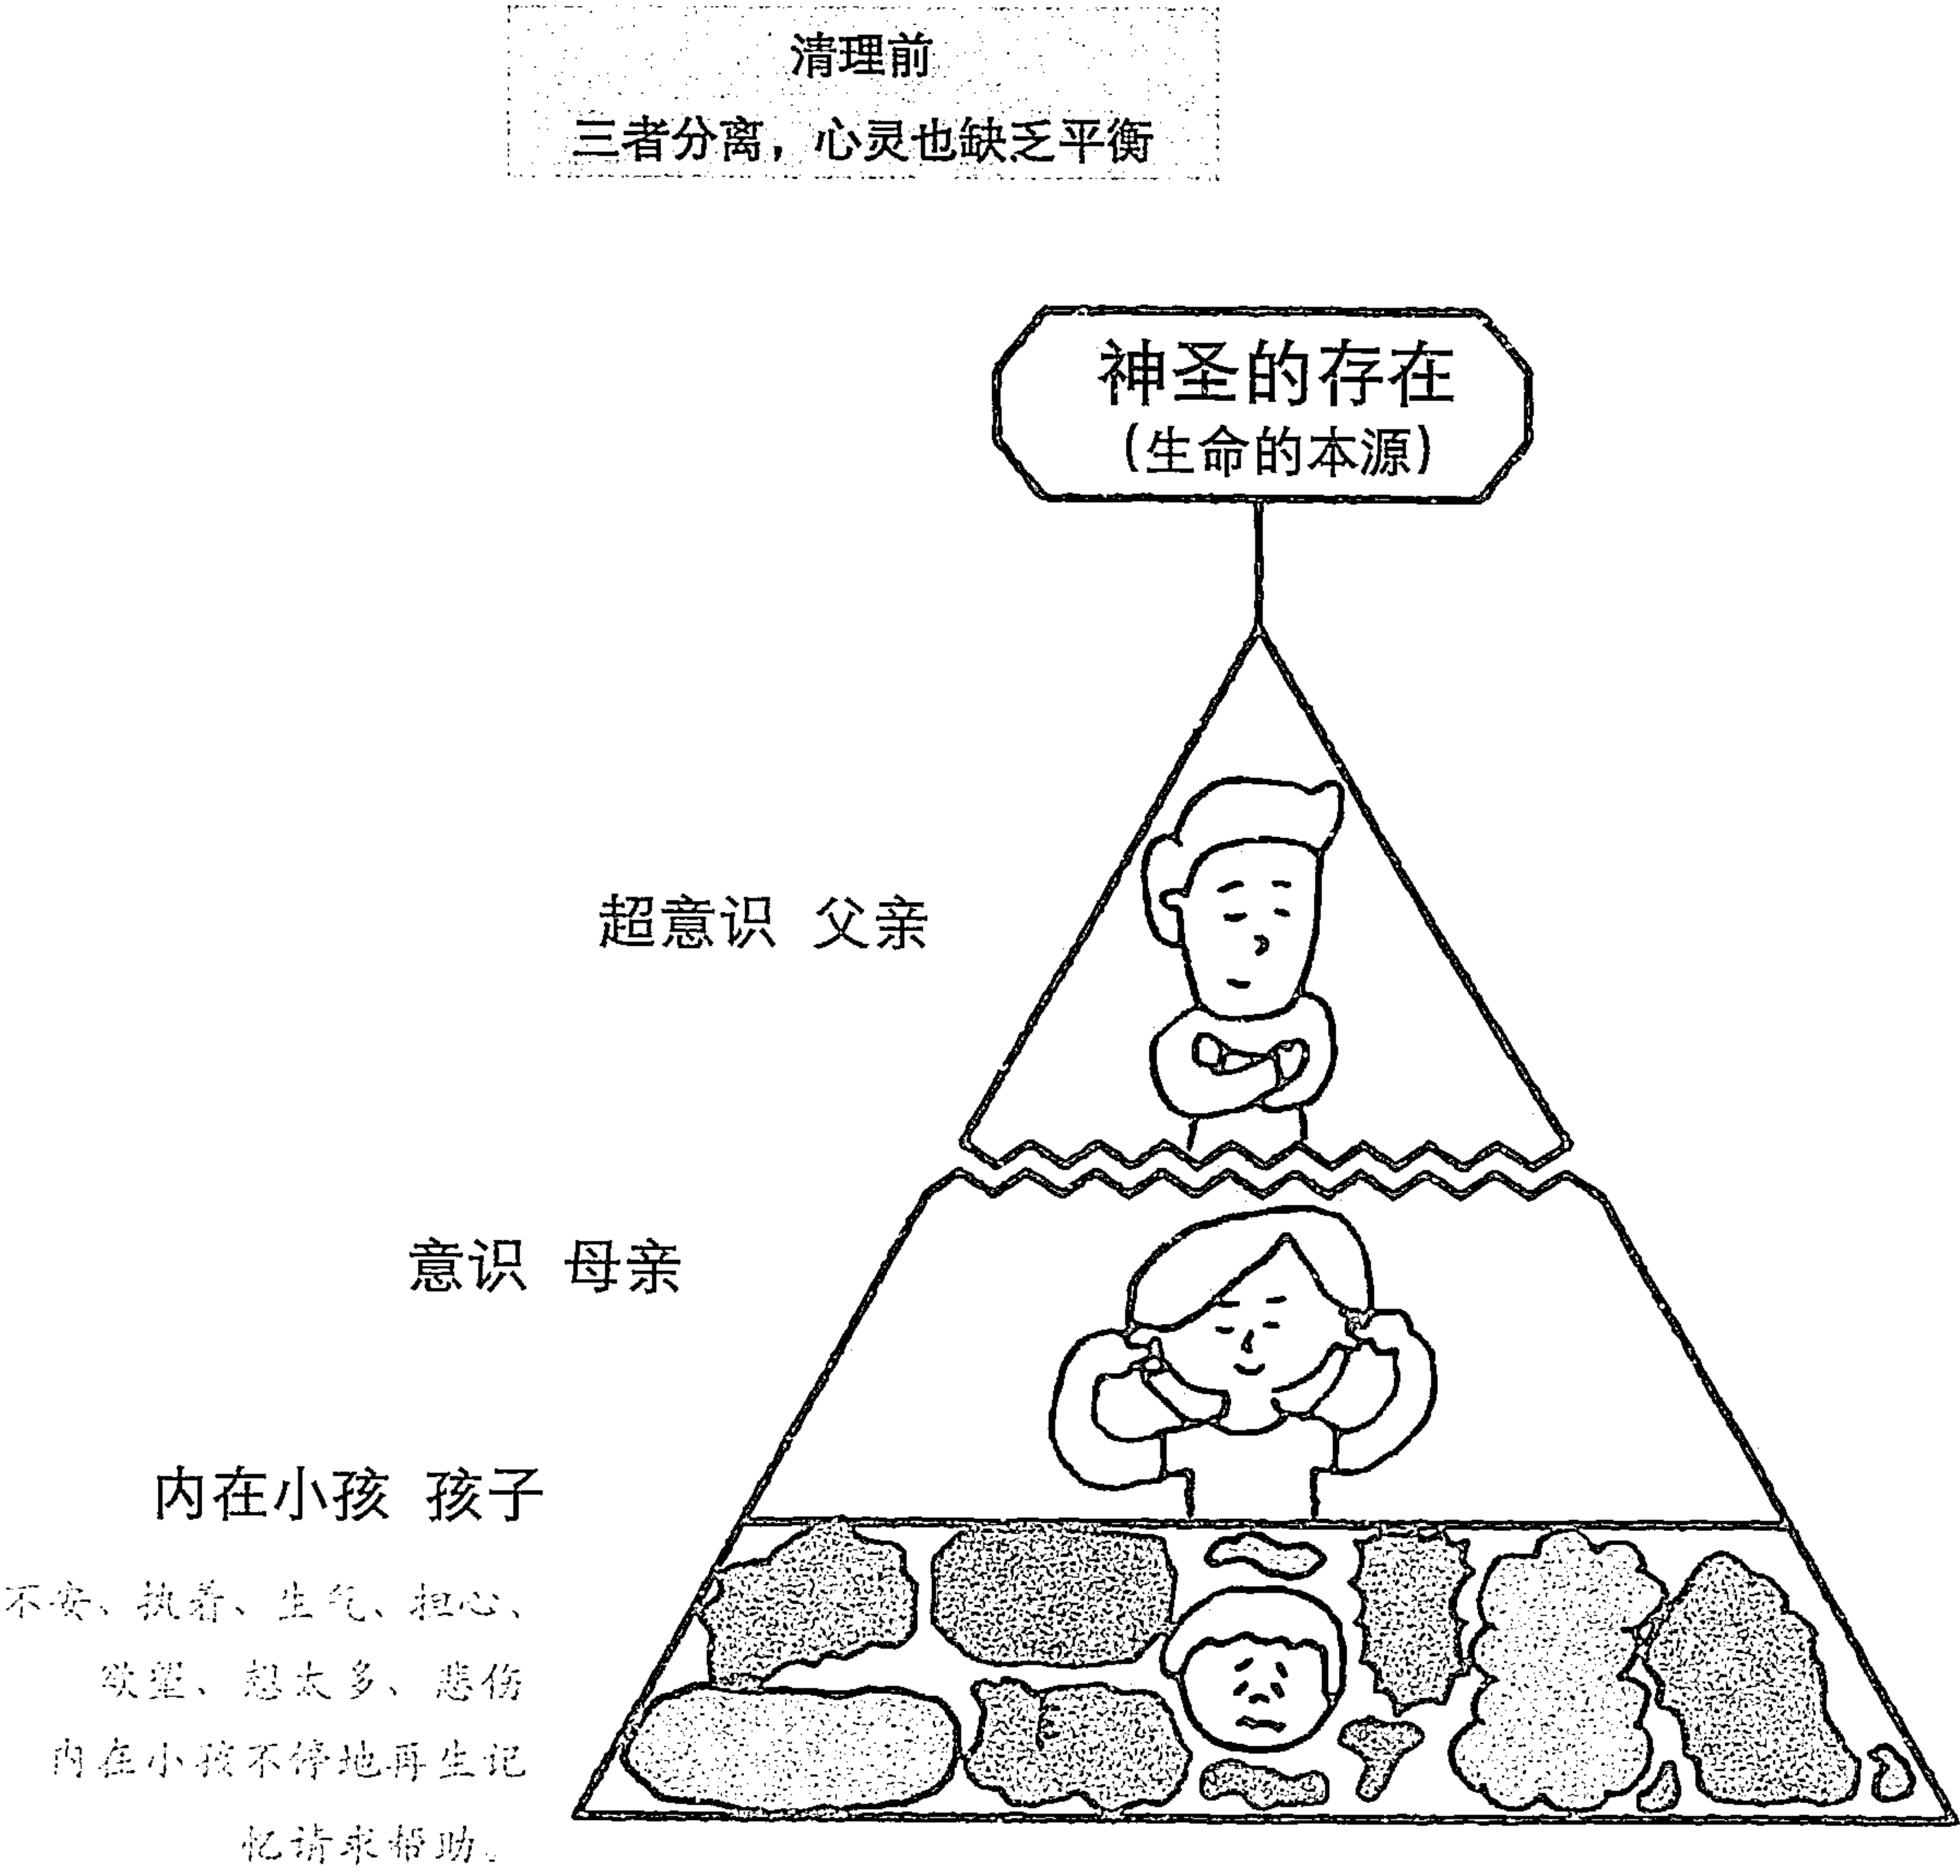 清理前
三者分离，心灵也缺乏平衡
神圣的存在
（生命的本源）
超意识 父亲
意识 母亲
内在小孩 孩子
不安、执着、生气、担心、
欲望、想太多、悲伤
内在小孩不停地再生记
忆请求帮助。